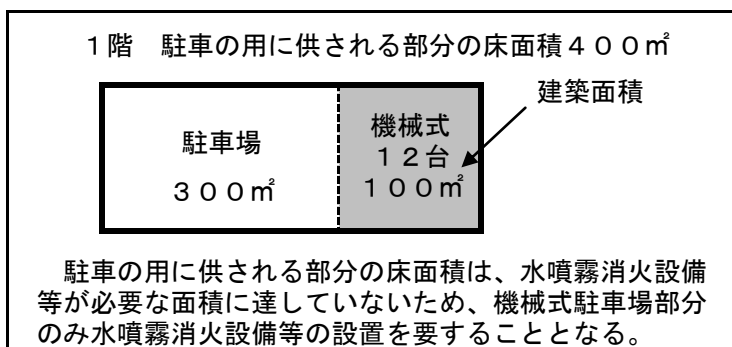 1階 駐車の用に供される部分の床面積400㎡
建築面積
駐車場
300㎡
機械式
12台
100㎡
駐車の用に供される部分の床面積は、水噴霧消火設備
等が必要な面積に達していないため、機械式駐車場部分
のみ水噴霧消火設備等の設置を要することとなる。